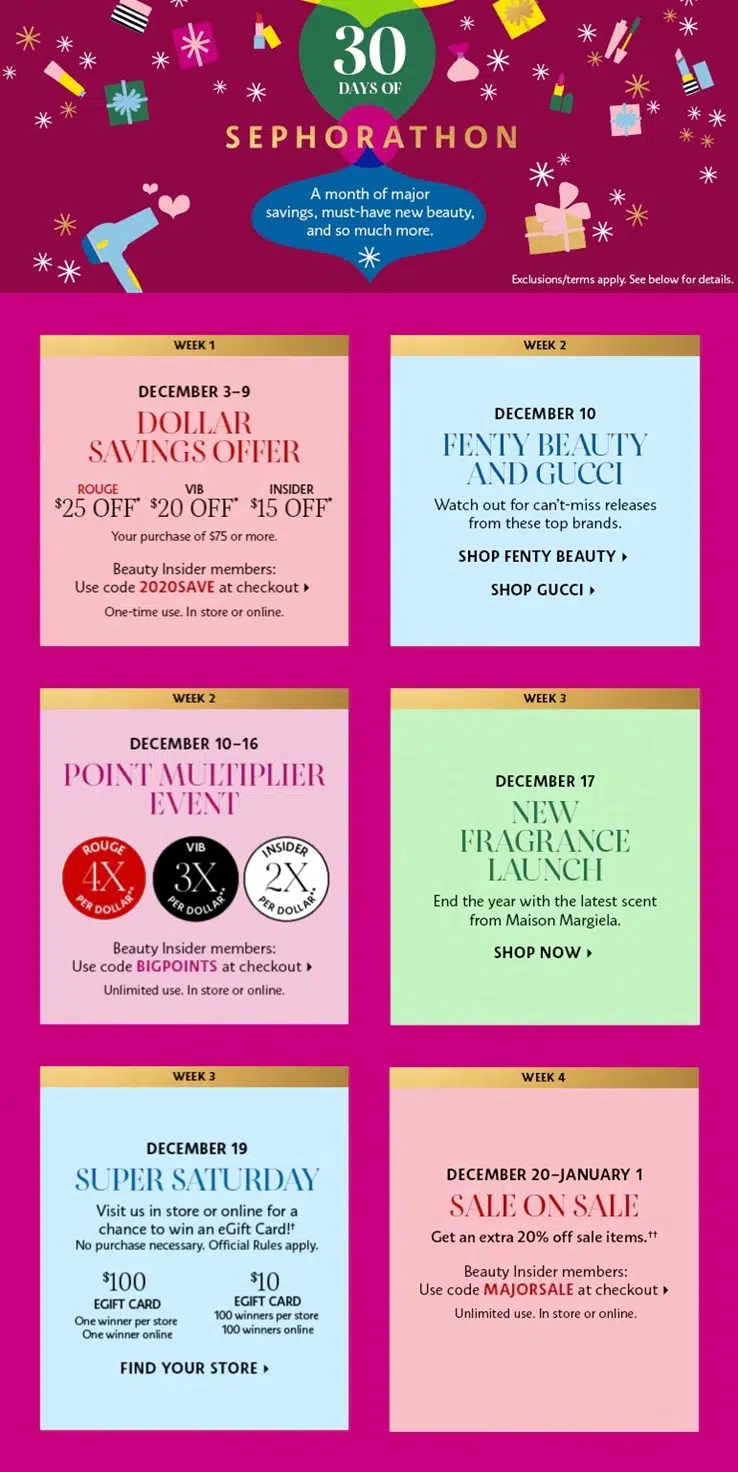 30
DAYS OF
SEPHORATHON
A month of major
savings, must-have new beauty,
and so much more.
Exclusions/terms apply. See below for details.
WEEK 1
DECEMBER 3–9
DOLLAR
SAVINGS OFFER
ROUGE VIB INSIDER
$25 OFF* $20 OFF* $15 OFF*
Your purchase of $75 or more.
Beauty Insider members:
Use code 2020SAVE at checkout ▸
One-time use. In store or online.
WEEK 2
DECEMBER 10
FENTY BEAUTY
AND GUCCI
Watch out for can't-miss releases
from these top brands.
SHOP FENTY BEAUTY ▸
SHOP GUCCI ▸
WEEK 2
DECEMBER 10–16
POINT MULTIPLIER
EVENT
ROUGE
4X
PER DOLLAR**
VIB
3X
PER DOLLAR**
INSIDER
2X
PER DOLLAR**
Beauty Insider members:
Use code BIGPOINTS at checkout ▸
Unlimited use. In store or online.
WEEK 3
DECEMBER 17
NEW
FRAGRANCE
LAUNCH
End the year with the latest scent
from Maison Margiela.
SHOP NOW ▸
WEEK 3
DECEMBER 19
SUPER SATURDAY
Visit us in store or online for a
chance to win an eGift Card!†
No purchase necessary. Official Rules apply.
$100
EGIFT CARD
One winner per store
One winner online
$10
EGIFT CARD
100 winners per store
100 winners online
FIND YOUR STORE ▸
WEEK 4
DECEMBER 20–JANUARY 1
SALE ON SALE
Get an extra 20% off sale items.††
Beauty Insider members:
Use code MAJORSALE at checkout ▸
Unlimited use. In store or online.